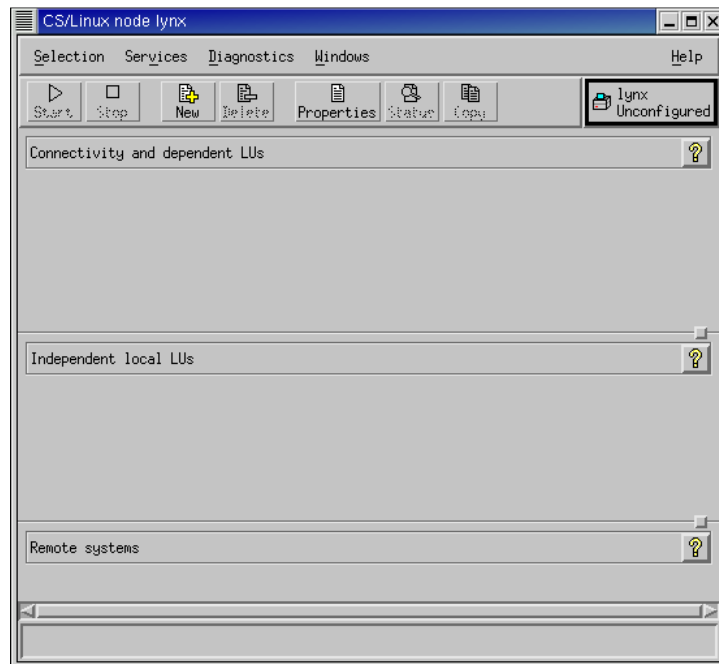 CS/Linux node lynx
Selection Services Diagnostics Windows Help
Start Stop New Delete Properties Status Copy
lynx
Unconfigured
Connectivity and dependent LUs
Independent local LUs
Remote systems